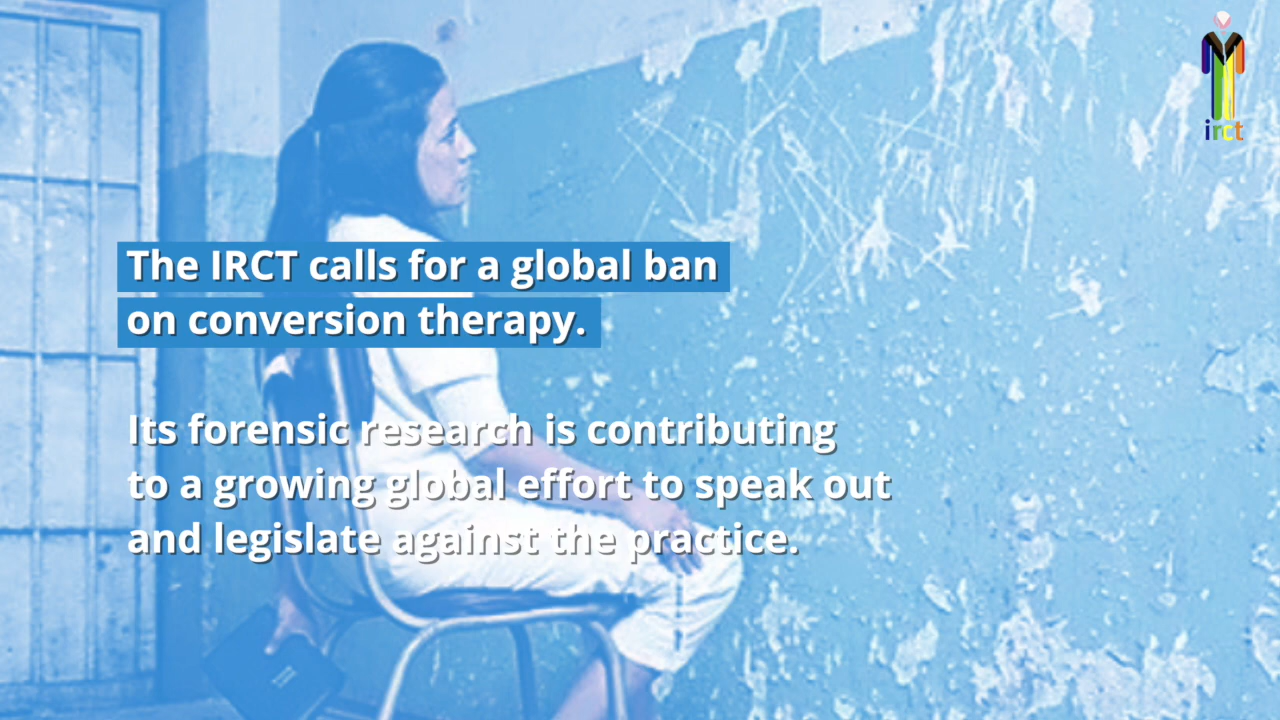 irct
The IRCT calls for a global ban
on conversion therapy.
Its forensic research is contributing
to a growing global effort to speak out
and legislate against the practice.